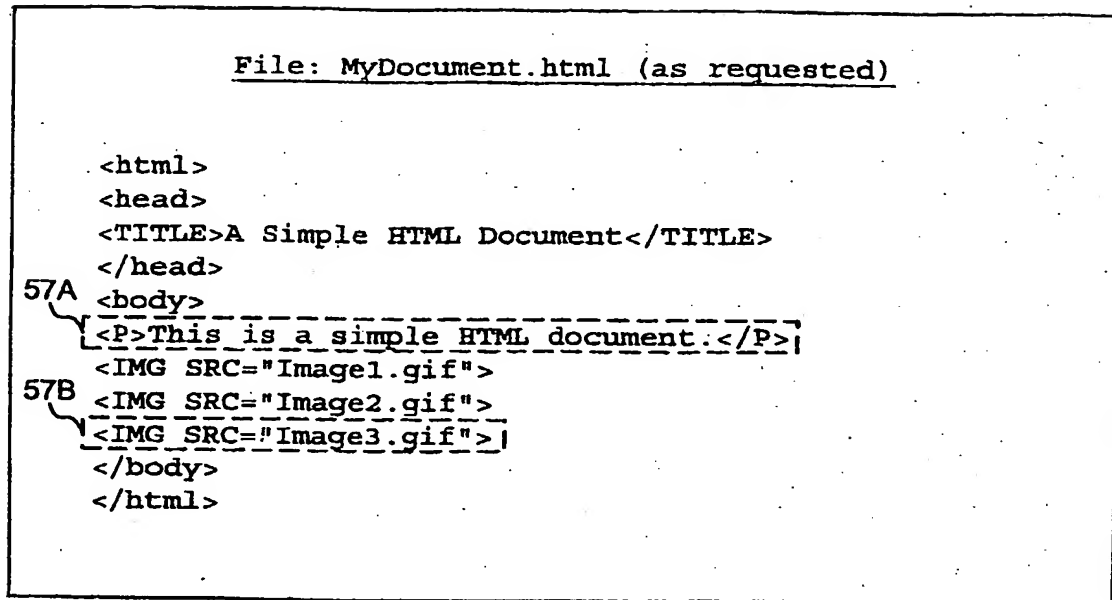 File: MyDocument.html (as requested)
<html>
<head>
<TITLE>A Simple HTML Document</TITLE>
</head>
57A <body>
<P>This is a simple HTML document.</P>
<IMG SRC="Image1.gif">
57B <IMG SRC="Image2.gif">
<IMG SRC="Image3.gif">
</body>
</html>